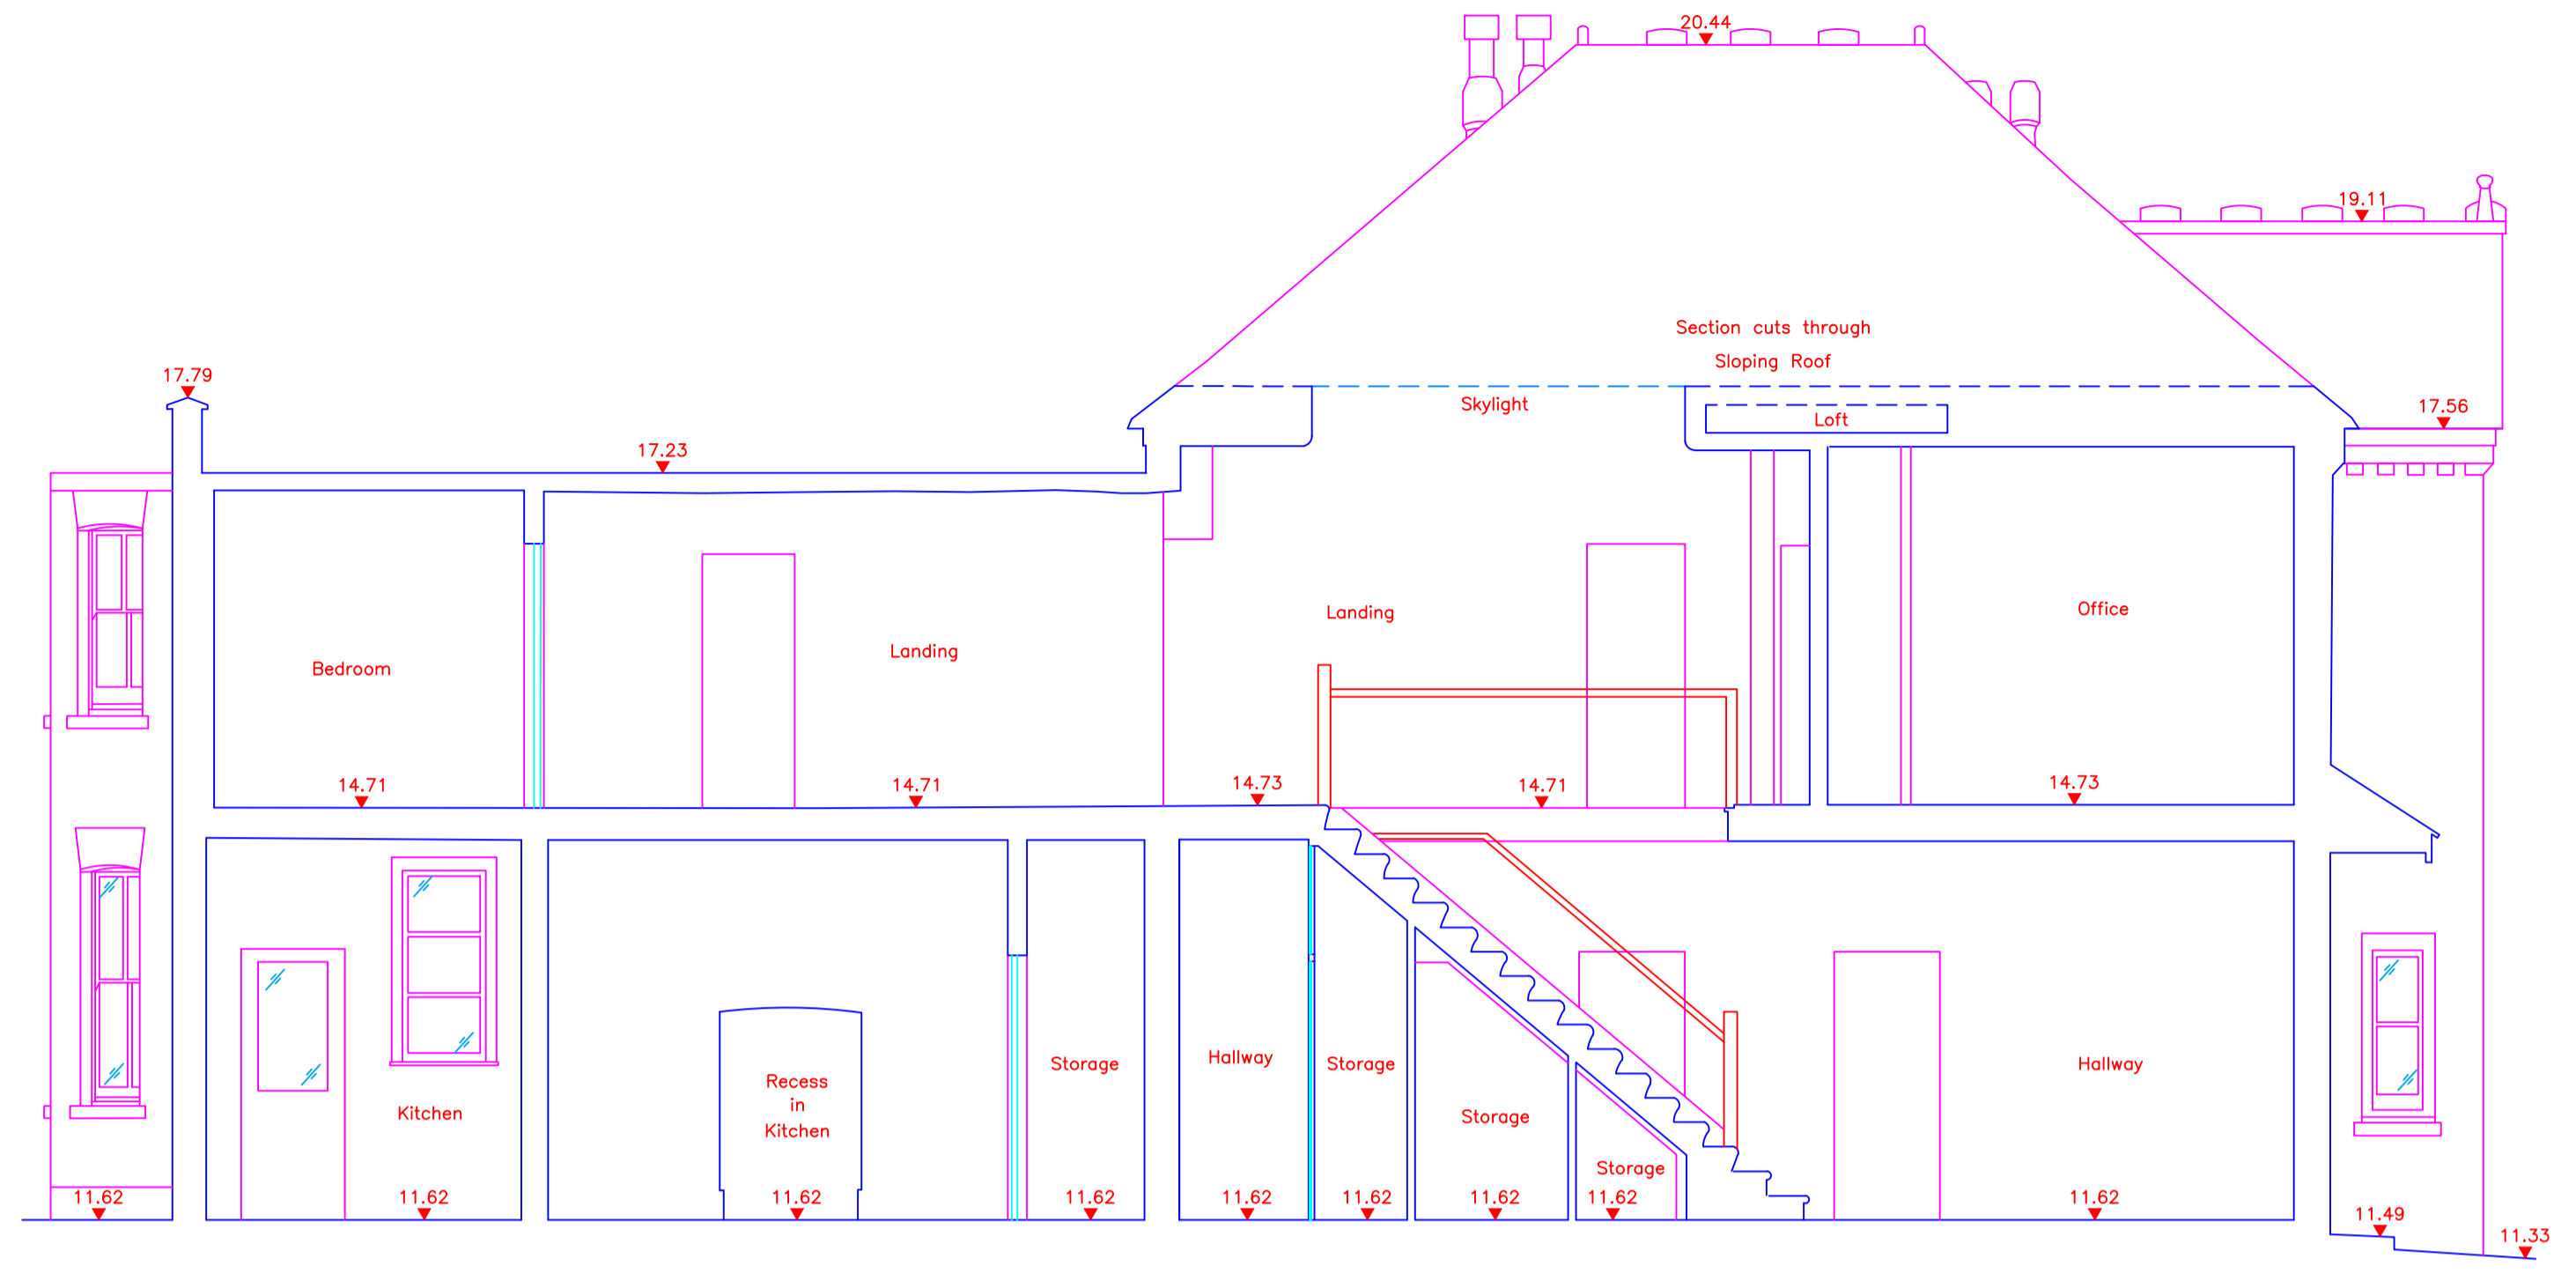 20.44
19.11
Section cuts through
Sloping Roof
17.79
Skylight
17.56
Loft
17.23
Office
Landing
Landing
Bedroom
14.71
14.71
14.73
14.71
14.73
Hallway
Storage
Storage
Hallway
Recess
in
Kitchen
Kitchen
Storage
Storage
11.62
11.62
11.62
11.62
11.62
11.62
11.62
11.62
11.62
11.49
11.33